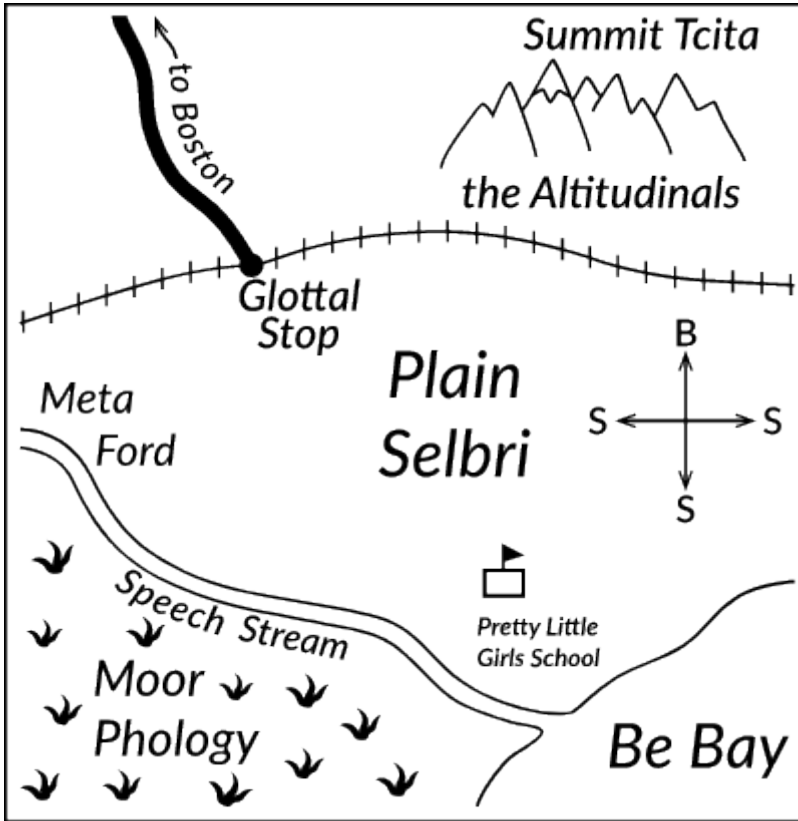 Summit Tcita
to Boston
the Altitudinals
Glottal
Stop
B
Plain
Selbri
S
S
S
Meta
Ford
Speech Stream
Pretty Little
Girls School
Moor
Phology
Be Bay